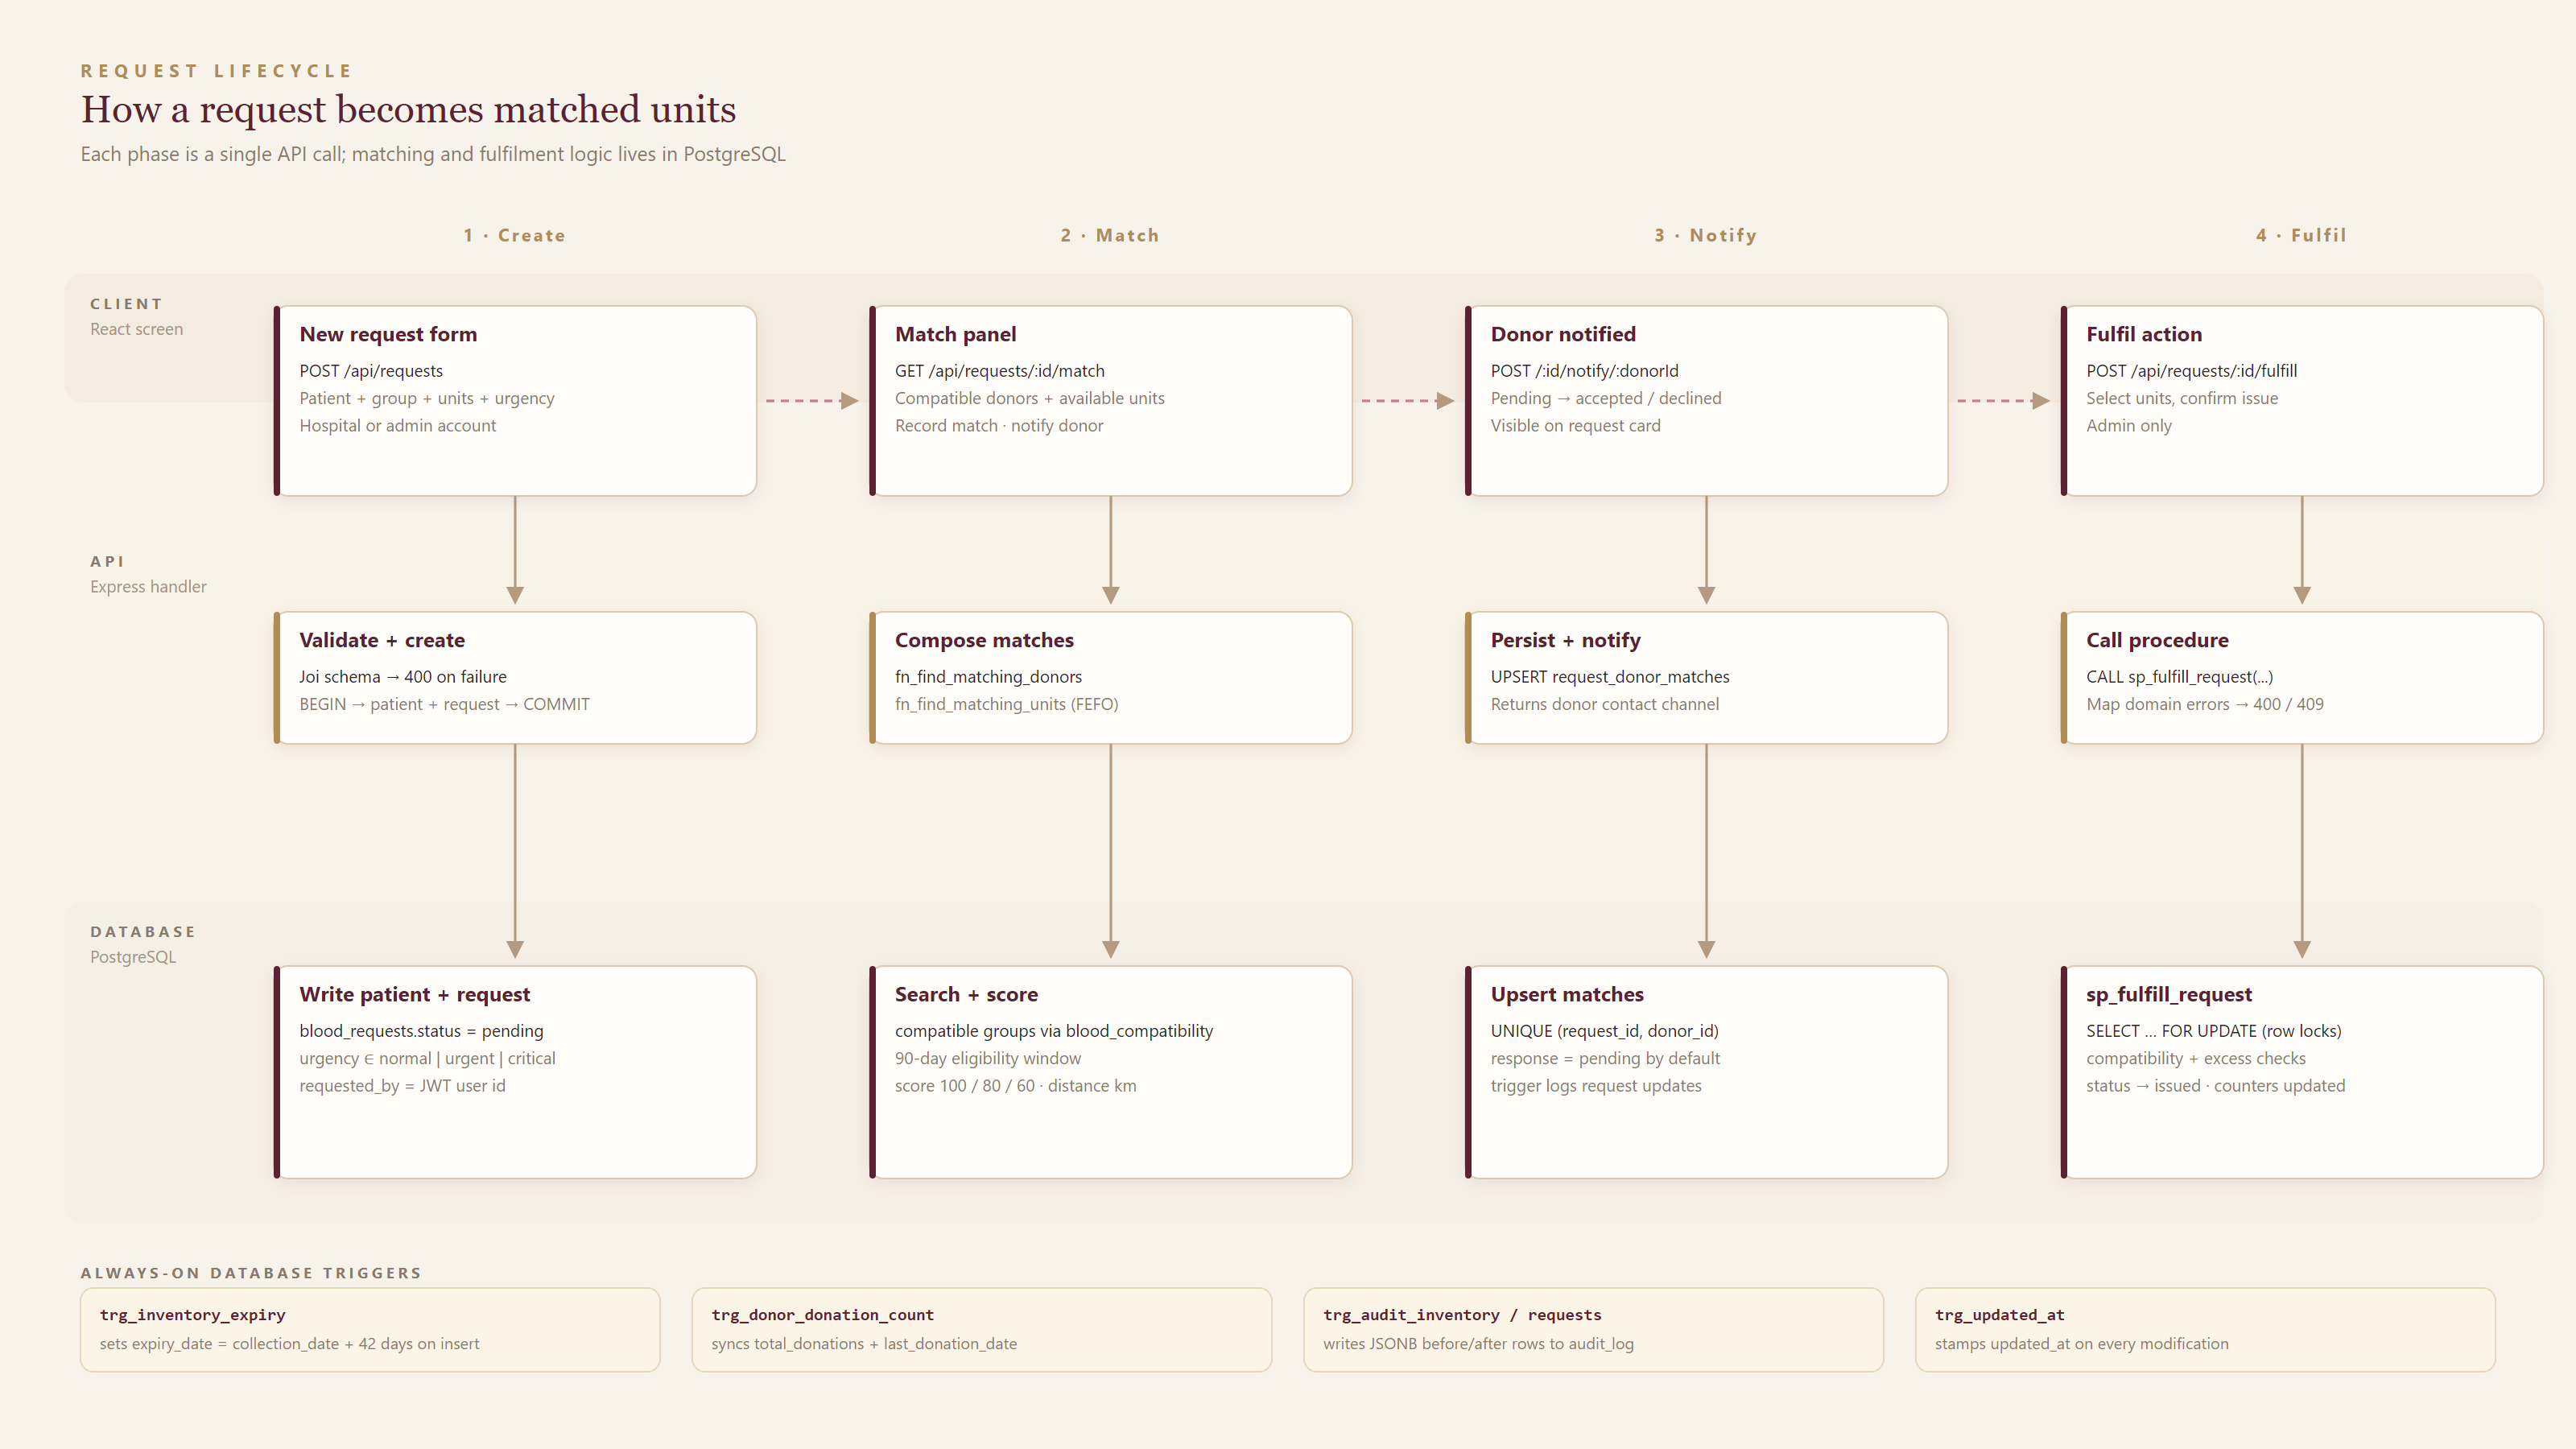 REQUEST LIFECYCLE
How a request becomes matched units
Each phase is a single API call; matching and fulfilment logic lives in PostgreSQL
1 · Create
2 · Match
3 · Notify
4 · Fulfil
CLIENT
React screen
New request form
POST /api/requests
Patient + group + units + urgency
Hospital or admin account
Match panel
GET /api/requests/:id/match
Compatible donors + available units
Record match · notify donor
Donor notified
POST /:id/notify/:donorId
Pending → accepted / declined
Visible on request card
Fulfil action
POST /api/requests/:id/fulfill
Select units, confirm issue
Admin only
API
Express handler
Validate + create
Joi schema → 400 on failure
BEGIN → patient + request → COMMIT
Compose matches
fn_find_matching_donors
fn_find_matching_units (FEFO)
Persist + notify
UPSERT request_donor_matches
Returns donor contact channel
Call procedure
CALL sp_fulfill_request(...)
Map domain errors → 400 / 409
DATABASE
PostgreSQL
Write patient + request
blood_requests.status = pending
urgency ∈ normal | urgent | critical
requested_by = JWT user id
Search + score
compatible groups via blood_compatibility
90-day eligibility window
score 100 / 80 / 60 · distance km
Upsert matches
UNIQUE (request_id, donor_id)
response = pending by default
trigger logs request updates
sp_fulfill_request
SELECT ... FOR UPDATE (row locks)
compatibility + excess checks
status → issued · counters updated
ALWAYS-ON DATABASE TRIGGERS
trg_inventory_expiry
sets expiry_date = collection_date + 42 days on insert
trg_donor_donation_count
syncs total_donations + last_donation_date
trg_audit_inventory / requests
writes JSONB before/after rows to audit_log
trg_updated_at
stamps updated_at on every modification